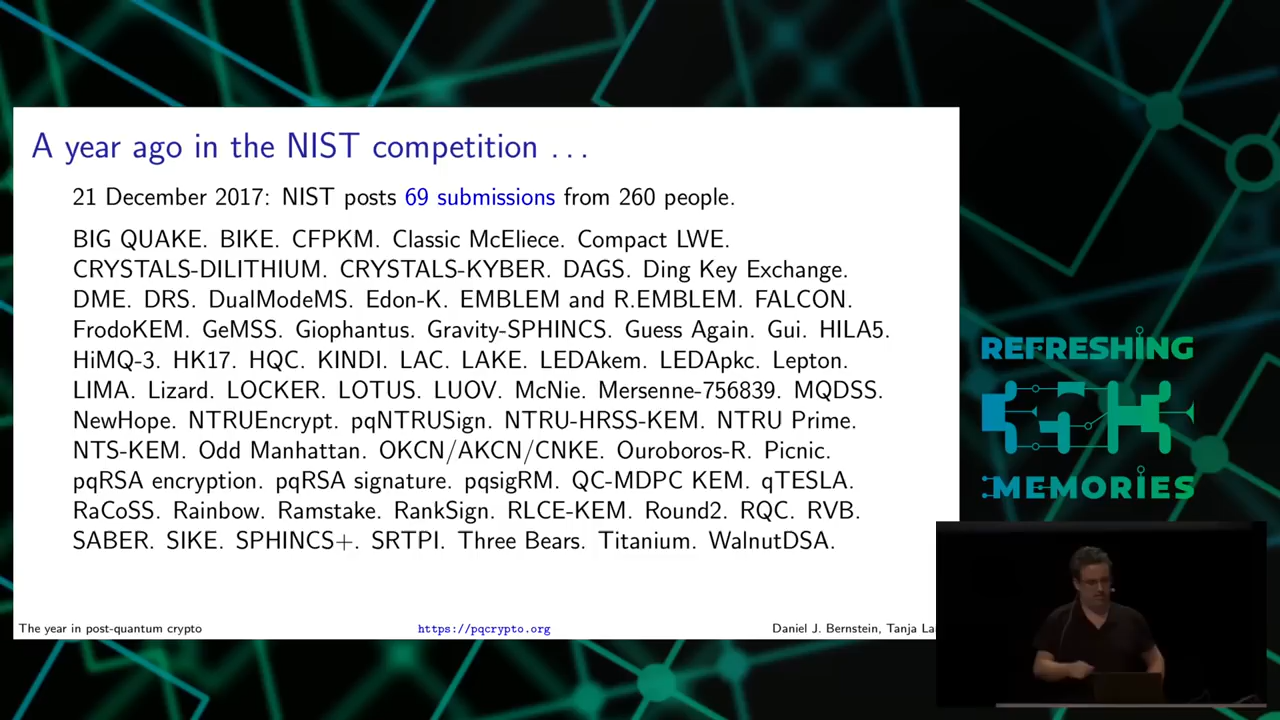 A year ago in the NIST competition ...
21 December 2017: NIST posts 69 submissions from 260 people.
BIG QUAKE. BIKE. CFPKM. Classic McEliece. Compact LWE.
CRYSTALS-DILITHIUM. CRYSTALS-KYBER. DAGS. Ding Key Exchange.
DME. DRS. DualModeMS. Edon-K. EMBLEM and R.EMBLEM. FALCON.
FrodoKEM. GeMSS. Giophantus. Gravity-SPHINCS. Guess Again. Gui. HILA5.
HiMQ-3. HK17. HQC. KINDI. LAC. LAKE. LEDAkem. LEDApkc. Lepton.
LIMA. Lizard. LOCKER. LOTUS. LUOV. McNie. Mersenne-756839. MQDSS.
NewHope. NTRUEncrypt. pqNTRUSign. NTRU-HRSS-KEM. NTRU Prime.
NTS-KEM. Odd Manhattan. OKCN/AKCN/CNKE. Ouroboros-R. Picnic.
pqRSA encryption. pqRSA signature. pqsigRM. QC-MDPC KEM. qTESLA.
RaCoSS. Rainbow. Ramstake. RankSign. RLCE-KEM. Round2. RQC. RVB.
SABER. SIKE. SPHINCS+. SRTPI. Three Bears. Titanium. WalnutDSA.
The year in post-quantum crypto
https://pqcrypto.org
Daniel J. Bernstein, Tanja
REFRESHING
MEMORIES